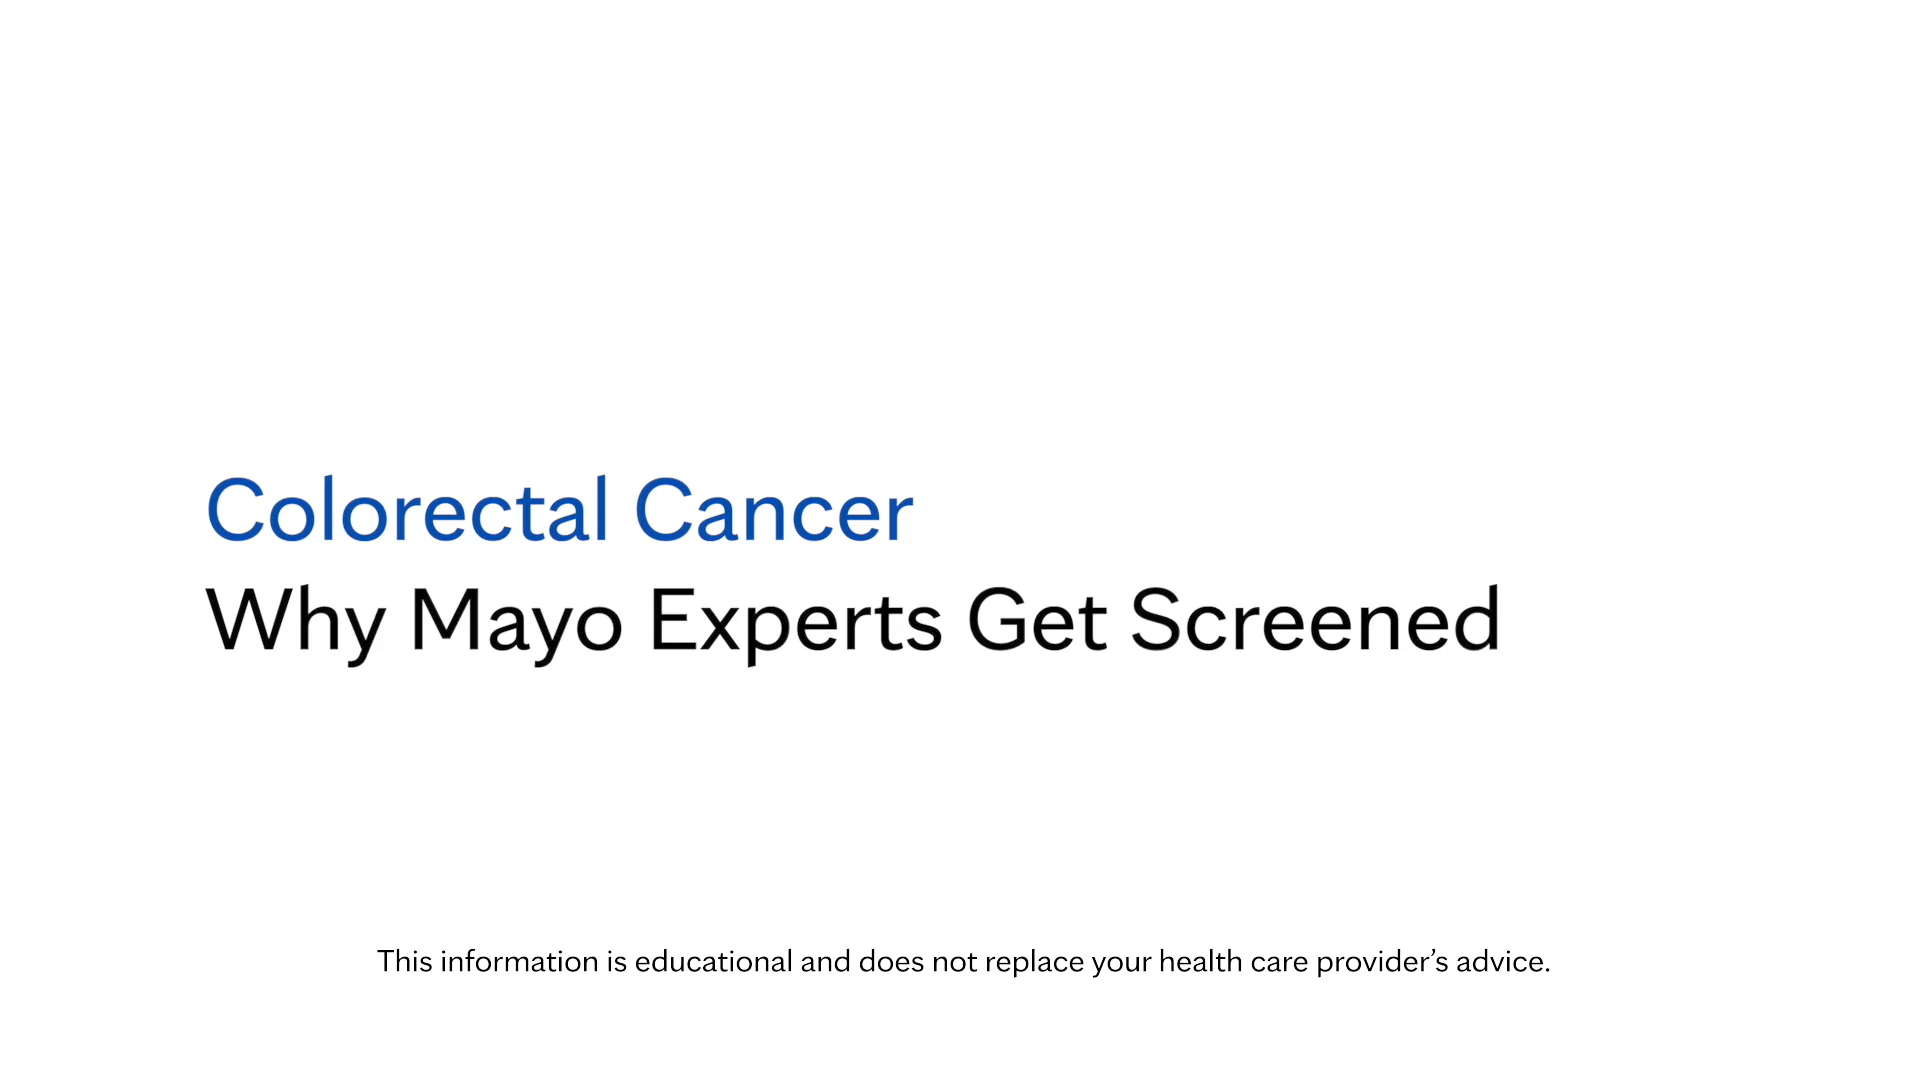 Colorectal Cancer
Why Mayo Experts Get Screened
This information is educational and does not replace your health care provider’s advice.